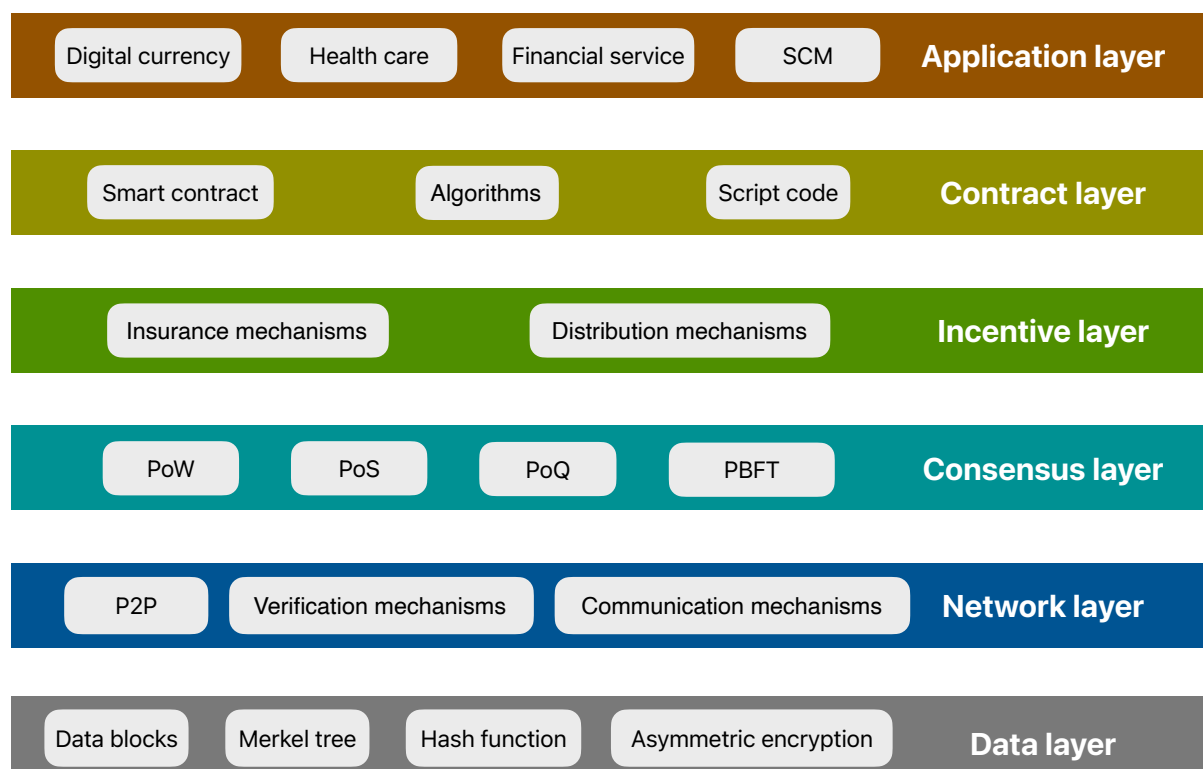 Digital currency Health care Financial service SCM Application layer
Smart contract Algorithms Script code Contract layer
Insurance mechanisms Distribution mechanisms Incentive layer
PoW PoS PoQ PBFT Consensus layer
P2P Verification mechanisms Communication mechanisms Network layer
Data blocks Merkel tree Hash function Asymmetric encryption Data layer